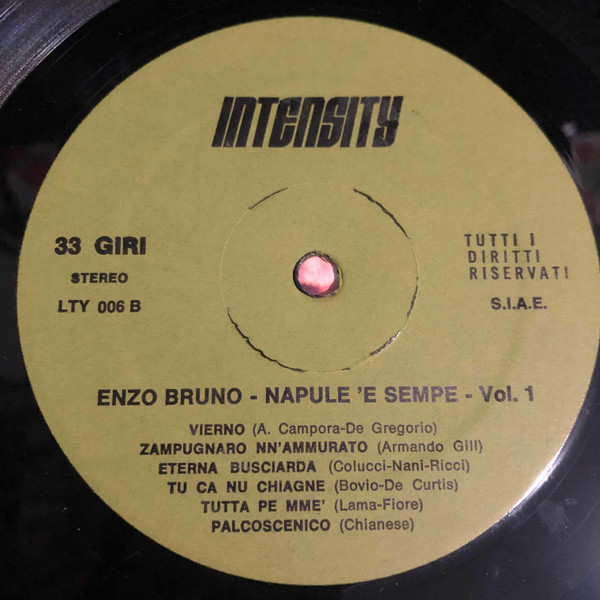 INTENSITY
33 GIRI
STEREO
LTY 006 B
TUTTI I
DIRITTI
RISERVATI
S.I.A.E.
ENZO BRUNO - NAPULE 'E SEMPE - Vol. 1
VIERNO (A. Campora-De Gregorio)
ZAMPUGNARO NN'AMMURATO (Armando Gill)
ETERNA BUSCIARDA (Colucci-Nani-Ricci)
TU CA NU CHIAGNE (Bovio-De Curtis)
TUTTA PE MME' (Lama-Fiore)
PALCOSCENICO (Chianese)